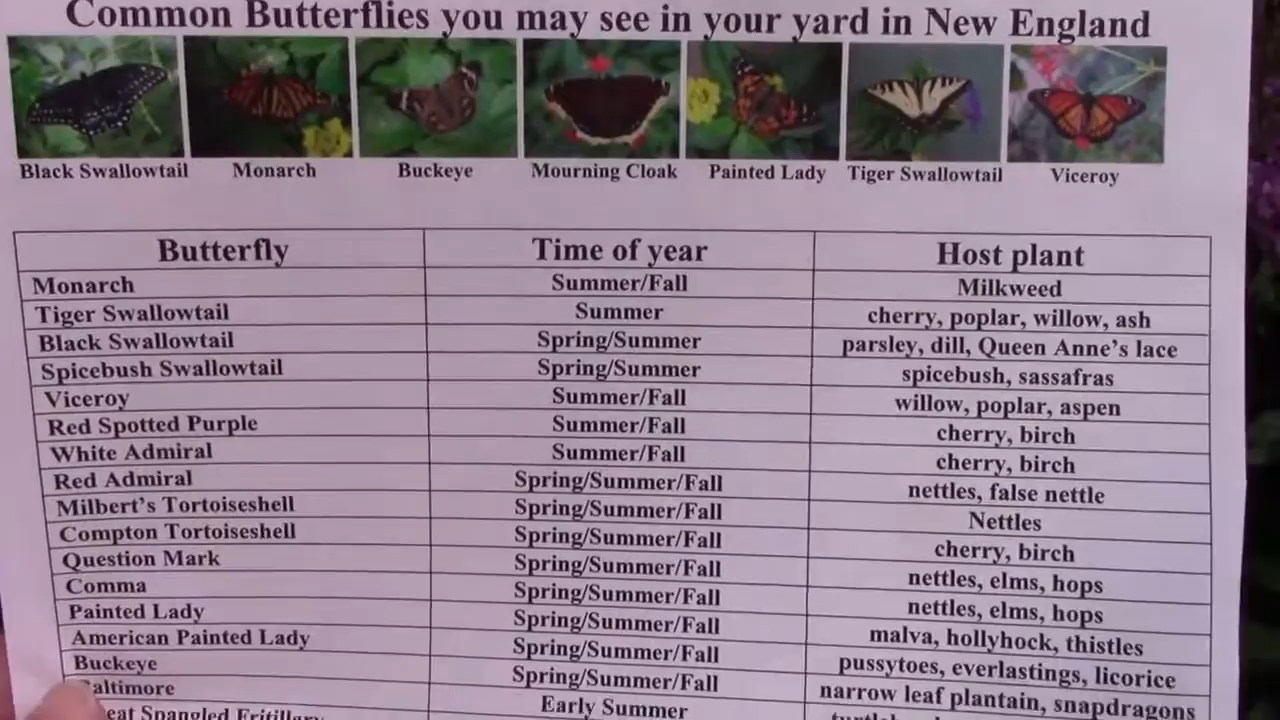 Common Butterflies you may see in your yard in New England
Black Swallowtail Monarch Buckeye Mourning Cloak Painted Lady Tiger Swallowtail Viceroy
Butterfly Time of year Host plant
Monarch Summer/Fall Milkweed
Tiger Swallowtail Summer cherry, poplar, willow, ash
Black Swallowtail Spring/Summer parsley, dill, Queen Anne's lace
Spicebush Swallowtail Spring/Summer spicebush, sassafras
Viceroy Summer/Fall willow, poplar, aspen
Red Spotted Purple Summer/Fall cherry, birch
White Admiral Summer/Fall cherry, birch
Red Admiral Spring/Summer/Fall nettles, false nettle
Milbert's Tortoiseshell Spring/Summer/Fall Nettles
Compton Tortoiseshell Spring/Summer/Fall cherry, birch
Question Mark Spring/Summer/Fall nettles, elms, hops
Comma Spring/Summer/Fall nettles, elms, hops
Painted Lady Spring/Summer/Fall malva, hollyhock, thistles
American Painted Lady Spring/Summer/Fall pussytoes, everlastings, licorice
Buckeye Spring/Summer/Fall narrow leaf plantain, snapdragons
altimore Early Summer
eat Spangled Fritillary